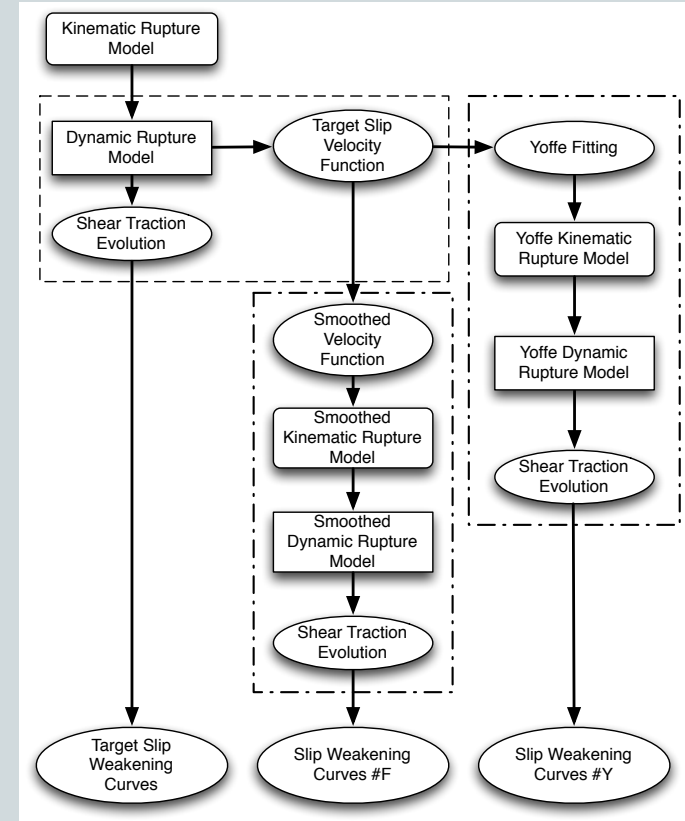 Kinematic Rupture
Model
Dynamic Rupture
Model
Target Slip
Velocity
Function
Yoffe Fitting
Shear Traction
Evolution
Yoffe Kinematic
Rupture Model
Smoothed
Velocity
Function
Yoffe Dynamic
Rupture Model
Smoothed
Kinematic Rupture
Model
Shear Traction
Evolution
Smoothed
Dynamic Rupture
Model
Shear Traction
Evolution
Target Slip
Weakening
Curves
Slip Weakening
Curves #F
Slip Weakening
Curves #Y